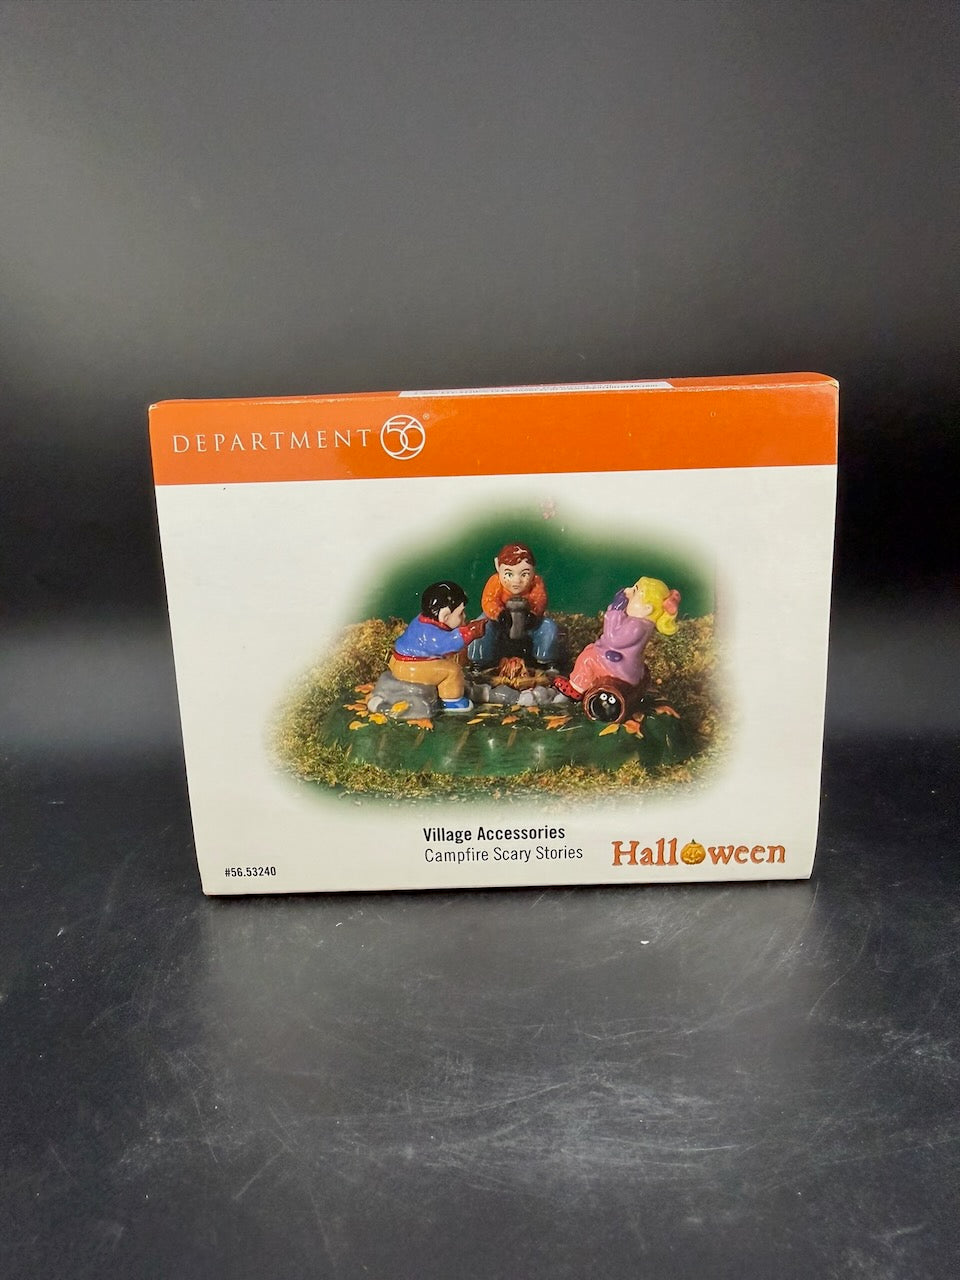 DEPARTMENT 56®
Village Accessories
Campfire Scary Stories
Halloween
#56.53240